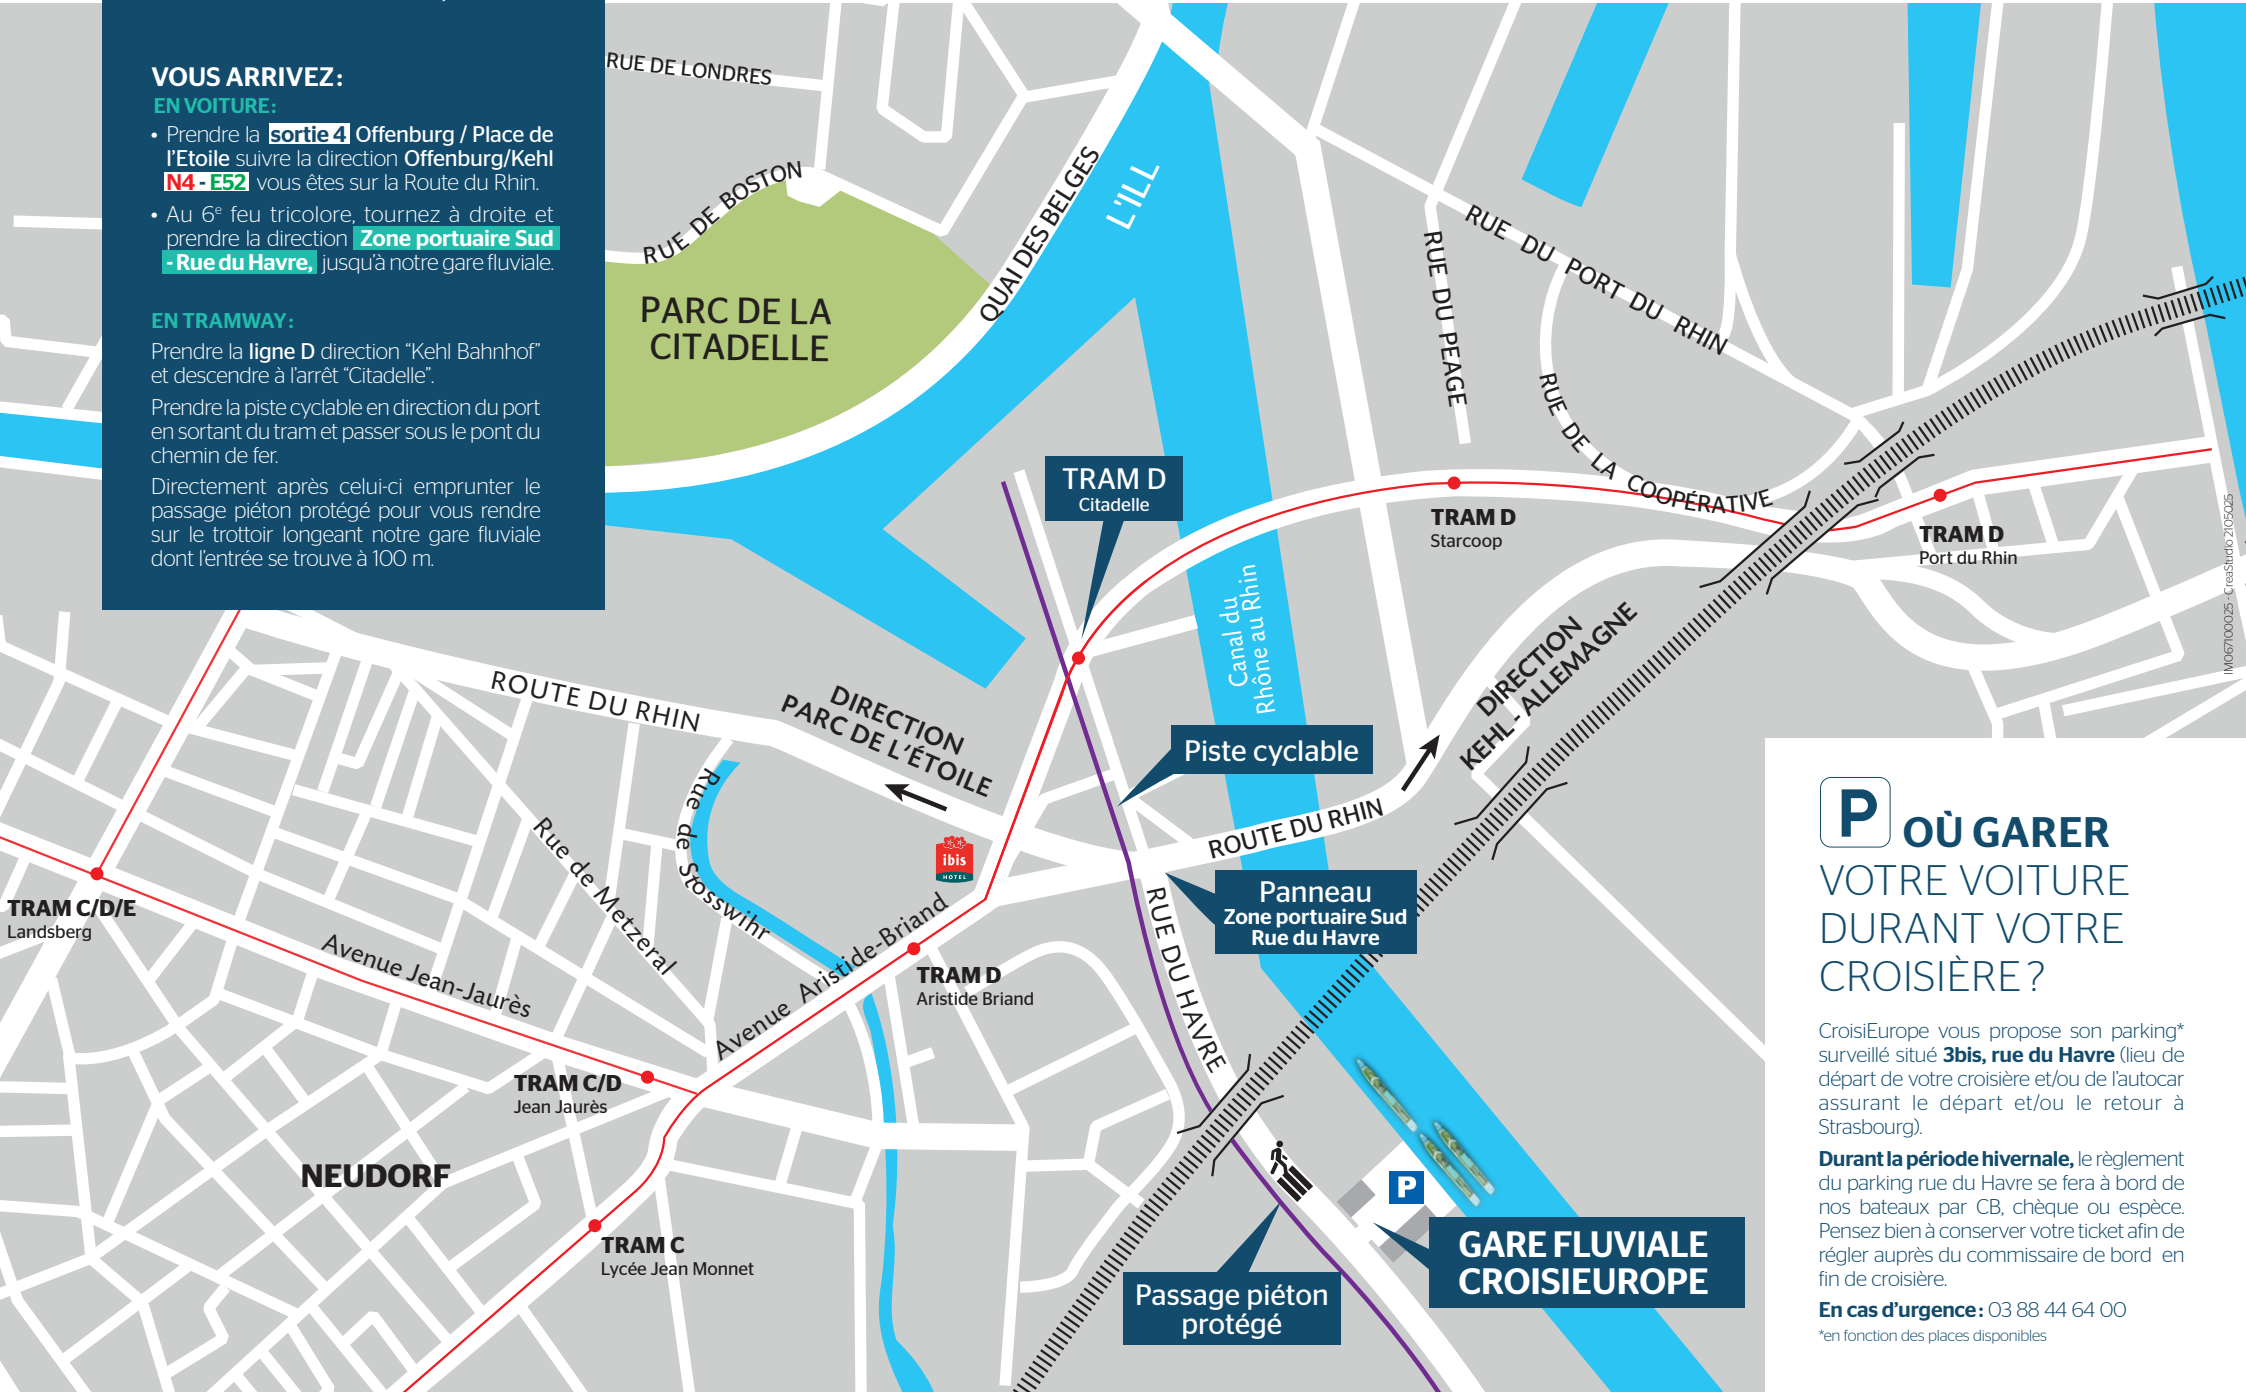 VOUS ARRIVEZ :
EN VOITURE :
• Prendre la sortie 4 Offenburg / Place de
l'Etoile suivre la direction Offenburg/Kehl
N4 - E52 vous êtes sur la Route du Rhin.
• Au 6e feu tricolore, tournez à droite et
prendre la direction Zone portuaire Sud
- Rue du Havre, jusqu'à notre gare fluviale.
EN TRAMWAY :
Prendre la ligne D direction “Kehl Bahnhof”
et descendre à l'arrêt “Citadelle”.
Prendre la piste cyclable en direction du port
en sortant du tram et passer sous le pont du
chemin de fer.
Directement après celui-ci emprunter le
passage piéton protégé pour vous rendre
sur le trottoir longeant notre gare fluviale
dont l'entrée se trouve à 100 m.
RUE DE LONDRES
RUE DE BOSTON
PARC DE LA
CITADELLE
QUAI DES BELGES
L'ILL
RUE DU PORT DU RHIN
RUE DU PEAGE
RUE DE LA COOPÉRATIVE
TRAM D
Citadelle
TRAM D
Starcoop
TRAM D
Port du Rhin
Canal du
Rhône au Rhin
DIRECTION
KEHL - ALLEMAGNE
ROUTE DU RHIN
DIRECTION
PARC DE L'ÉTOILE
Piste cyclable
ROUTE DU RHIN
Rue de Stosswihr
Rue de Metzeral
ibis
HOTEL
Panneau
Zone portuaire Sud
Rue du Havre
RUE DU HAVRE
TRAM C/D/E
Landsberg
Avenue Jean-Jaurès
Avenue Aristide-Briand
TRAM D
Aristide Briand
TRAM C/D
Jean Jaurès
NEUDORF
TRAM C
Lycée Jean Monnet
P
GARE FLUVIALE
CROISIEUROPE
Passage piéton
protégé
IM067100025 - CreaStudio 2105025
P OÙ GARER
VOTRE VOITURE
DURANT VOTRE
CROISIÈRE ?
CroisiEurope vous propose son parking*
surveillé situé 3bis, rue du Havre (lieu de
départ de votre croisière et/ou de l'autocar
assurant le départ et/ou le retour à
Strasbourg).
Durant la période hivernale, le règlement
du parking rue du Havre se fera à bord de
nos bateaux par CB, chèque ou espèce.
Pensez bien à conserver votre ticket afin de
régler auprès du commissaire de bord en
fin de croisière.
En cas d'urgence : 03 88 44 64 00
*en fonction des places disponibles